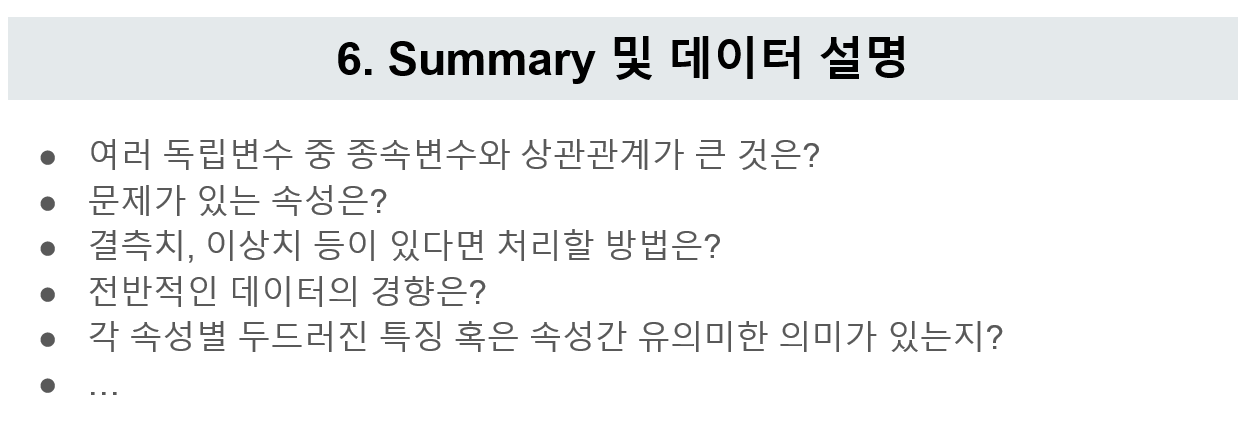 6. Summary 및 데이터 설명
● 여러 독립변수 중 종속변수와 상관관계가 큰 것은?
● 문제가 있는 속성은?
● 결측치, 이상치 등이 있다면 처리할 방법은?
● 전반적인 데이터의 경향은?
● 각 속성별 두드러진 특징 혹은 속성간 유의미한 의미가 있는지?
● …